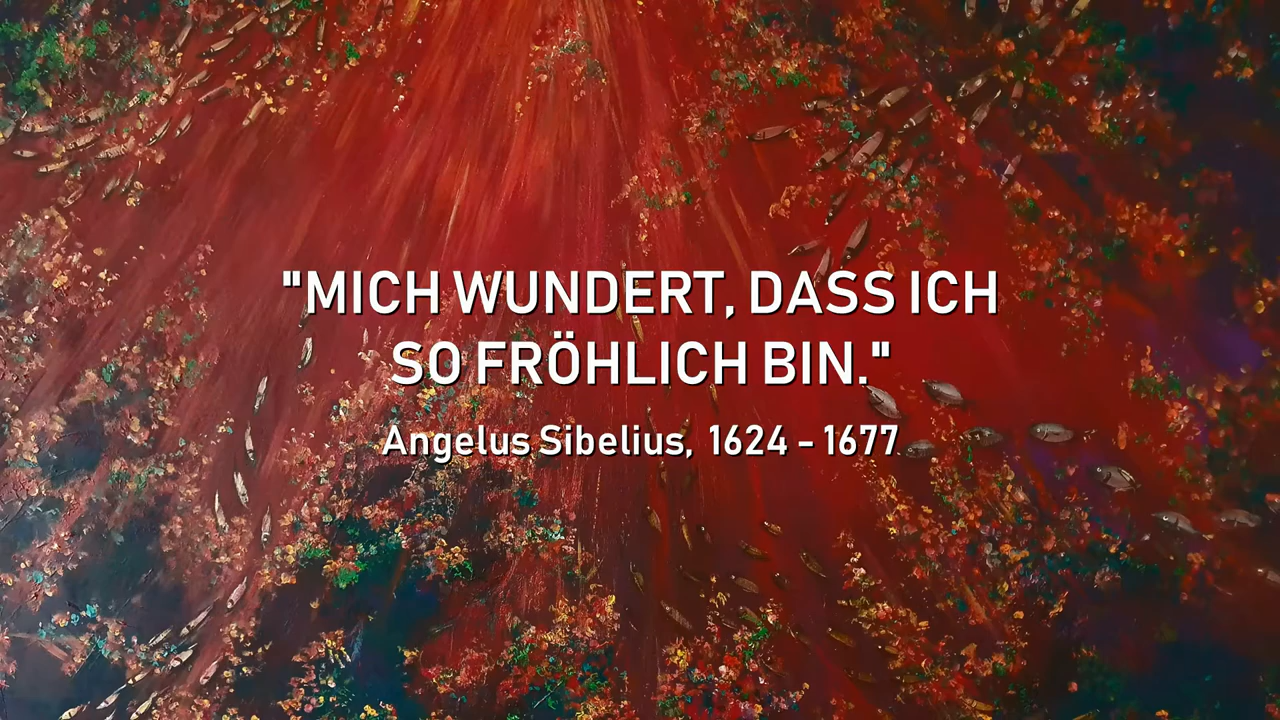 "MICH WUNDERT, DASS ICH
SO FRÖHLICH BIN."
Angelus Sibelius, 1624 - 1677